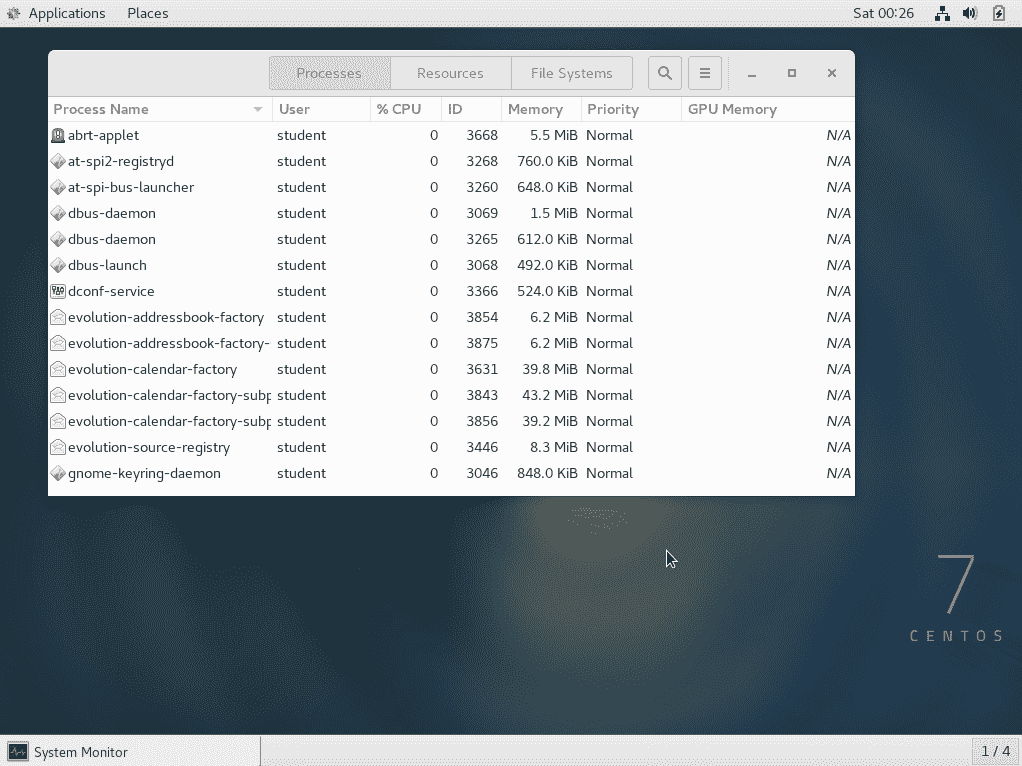 Applications Places Sat 00:26
Processes Resources File Systems
Process Name User % CPU ID Memory Priority GPU Memory
abrt-applet student 0 3668 5.5 MiB Normal N/A
at-spi2-registryd student 0 3268 760.0 KiB Normal N/A
at-spi-bus-launcher student 0 3260 648.0 KiB Normal N/A
dbus-daemon student 0 3069 1.5 MiB Normal N/A
dbus-daemon student 0 3265 612.0 KiB Normal N/A
dbus-launch student 0 3068 492.0 KiB Normal N/A
dconf-service student 0 3366 524.0 KiB Normal N/A
evolution-addressbook-factory student 0 3854 6.2 MiB Normal N/A
evolution-addressbook-factory- student 0 3875 6.2 MiB Normal N/A
evolution-calendar-factory student 0 3631 39.8 MiB Normal N/A
evolution-calendar-factory-subp student 0 3843 43.2 MiB Normal N/A
evolution-calendar-factory-subp student 0 3856 39.2 MiB Normal N/A
evolution-source-registry student 0 3446 8.3 MiB Normal N/A
gnome-keyring-daemon student 0 3046 848.0 KiB Normal N/A
7
CENTOS
System Monitor 1 / 4